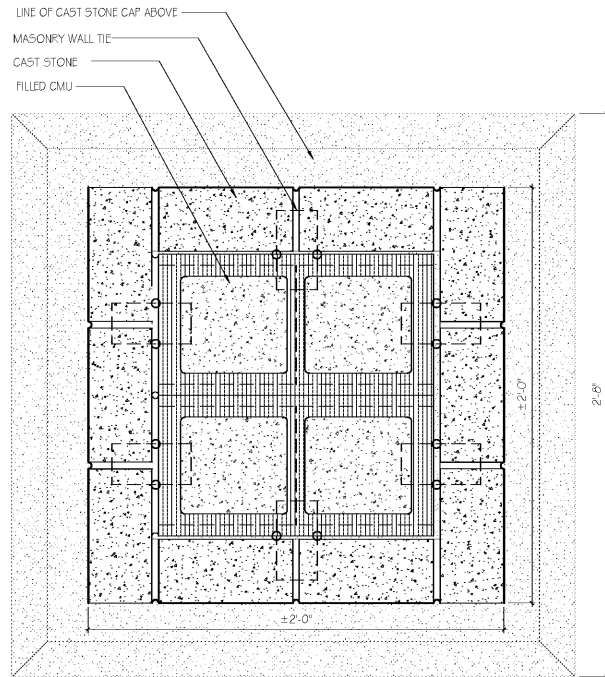 LINE OF CAST STONE CAP ABOVE
MASONRY WALL TIE
CAST STONE
FILLED CMU
±2'-0"
2'-8"
±2'-0"